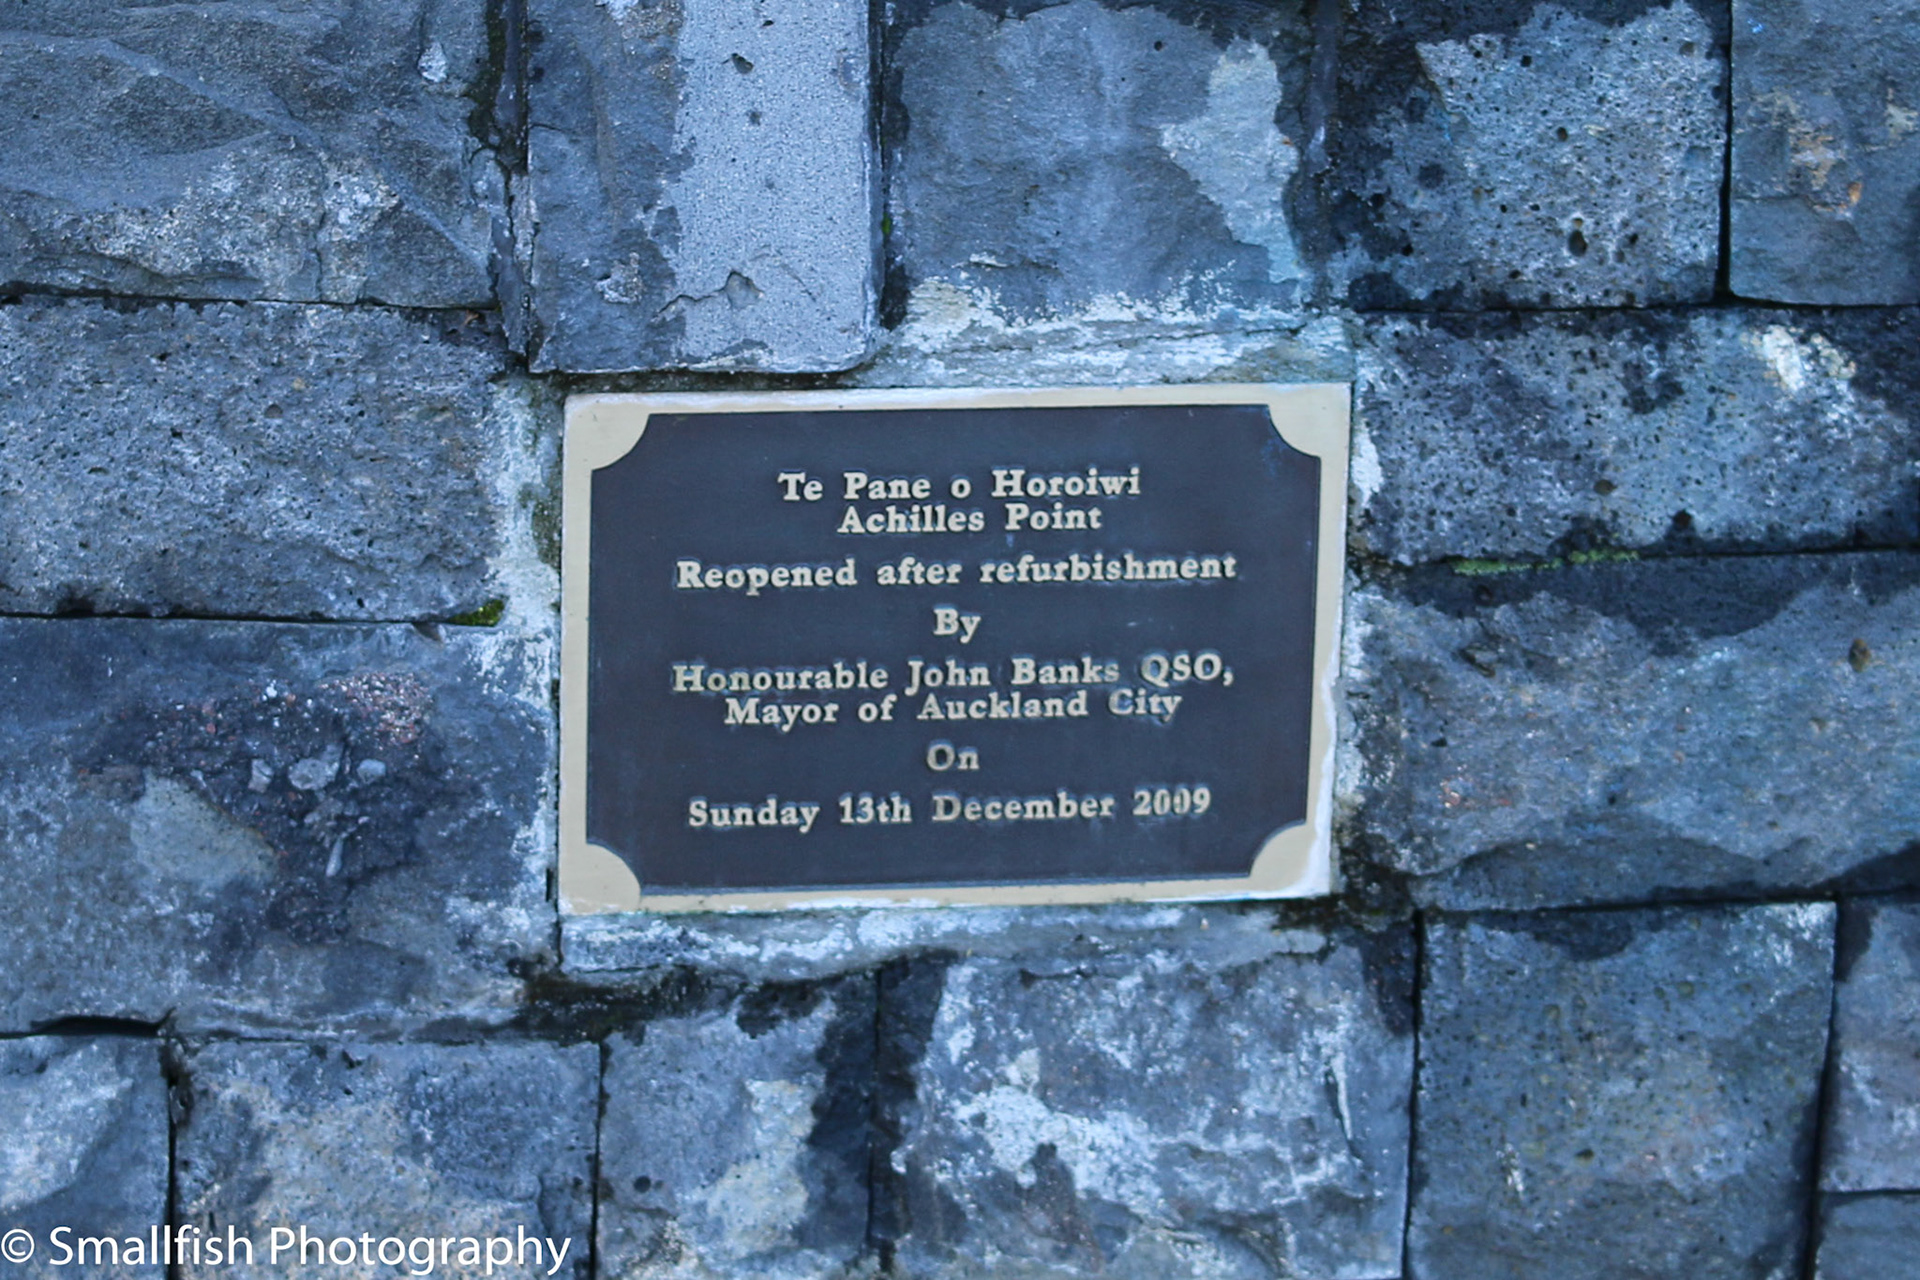 Te Pane o Horoiwi
Achilles Point
Reopened after refurbishment
By
Honourable John Banks QSO,
Mayor of Auckland City
On
Sunday 13th December 2009
© Smallfish Photography